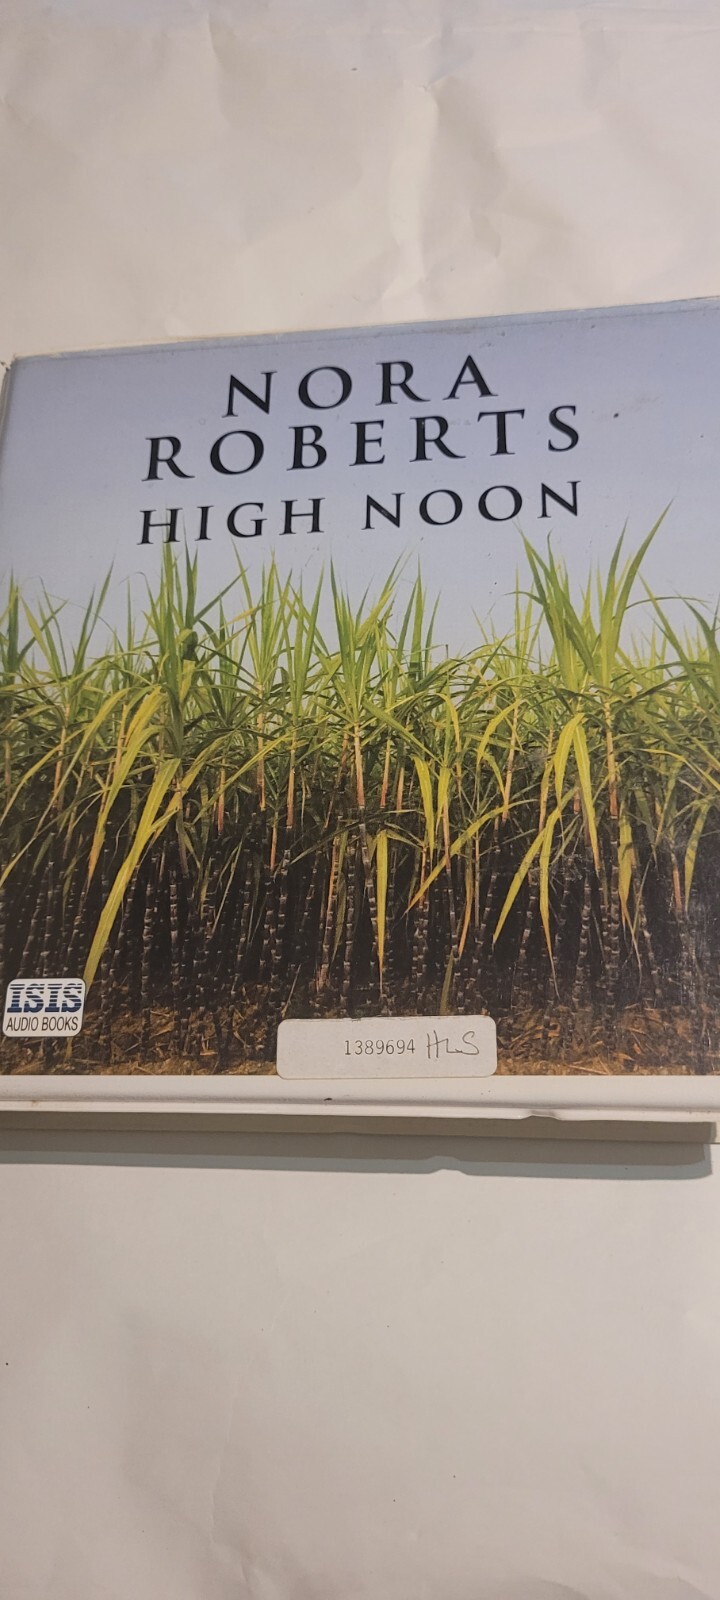 NORA
ROBERTS
HIGH NOON
ISIS
AUDIO BOOKS
1389694 HLS